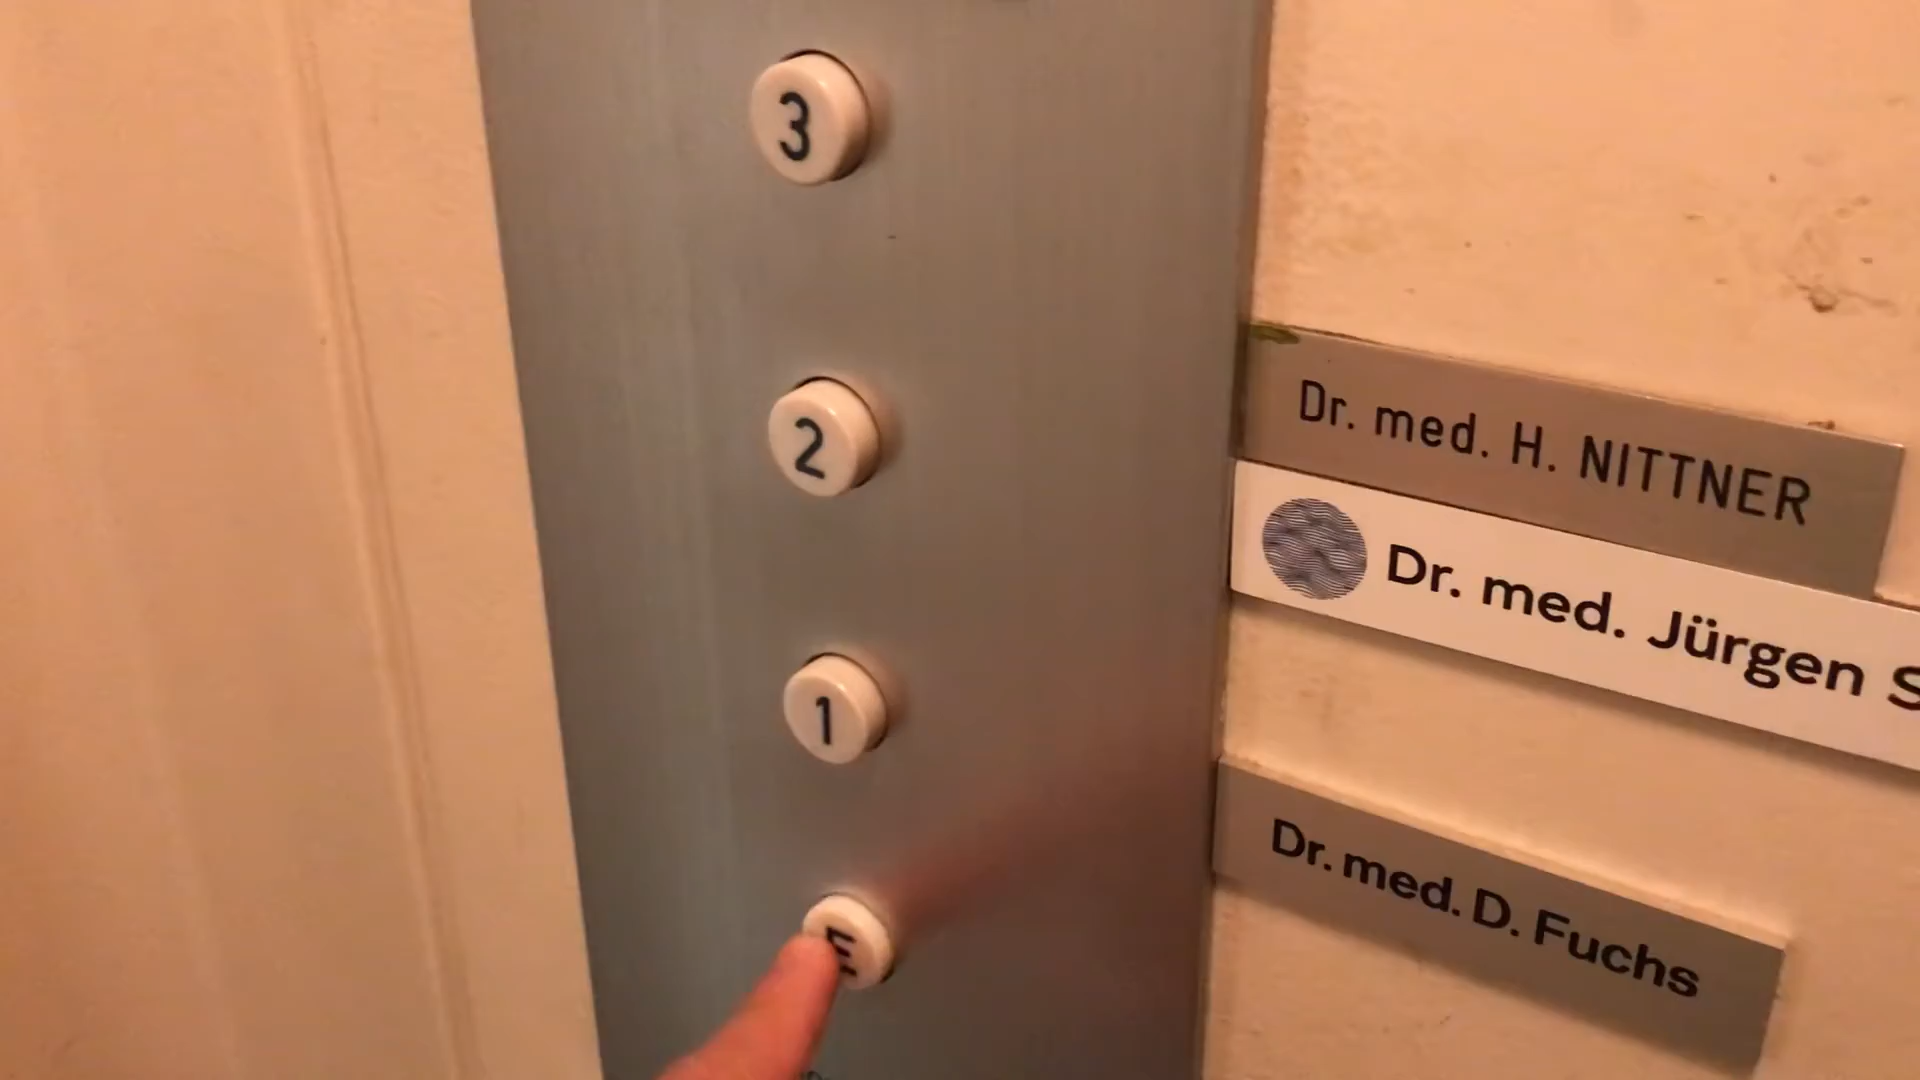 3
2
1
E
Dr. med. H. NITTNER
Dr. med. Jürgen S
Dr. med. D. Fuchs